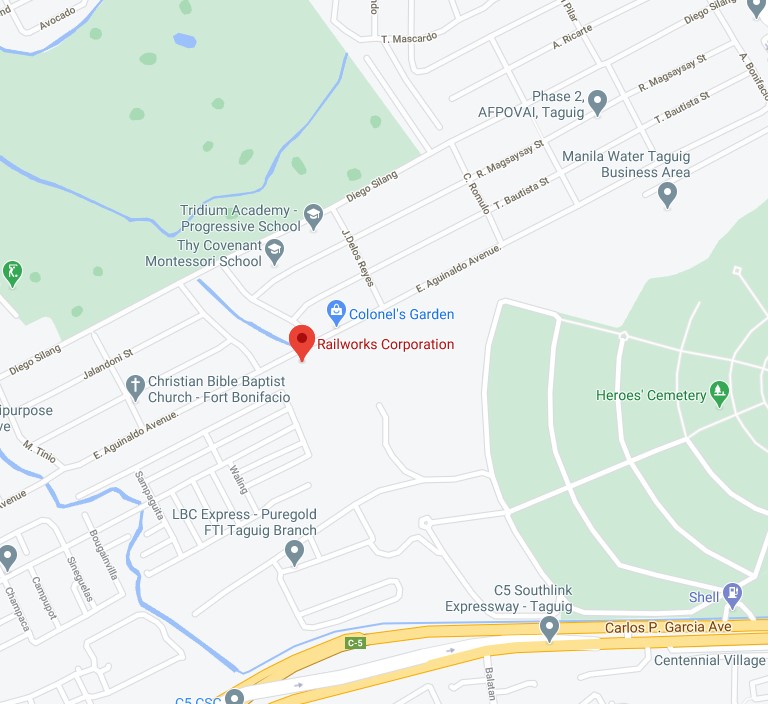 Avocado
T. Mascardo
A. Ricarte
Pilar
Diego Silang
A. Bonifacio
R. Magsaysay St
T. Bautista St
Phase 2,
AFPOVAI, Taguig
Manila Water Taguig
Business Area
R. Magsaysay St
T. Bautista St
C. Romulo
Diego Silang
Tridium Academy -
Progressive School
Thy Covenant
Montessori School
J.Delos Reyes
E. Aguinaldo Avenue.
Colonel's Garden
Railworks Corporation
Diego Silang
Jalandoni St
Christian Bible Baptist
Church - Fort Bonifacio
Heroes' Cemetery
ipurpose
ve
E. Aguinaldo Avenue.
M. Tinio
Avenue
Sampaguita
Waling
LBC Express - Puregold
FTI Taguig Branch
Bougainvilla
Sineguelas
Campupot
Champaca
C5 Southlink
Expressway - Taguig
Shell
Carlos P. Garcia Ave
C-5
Centennial Village
Balatan
C5 CSC